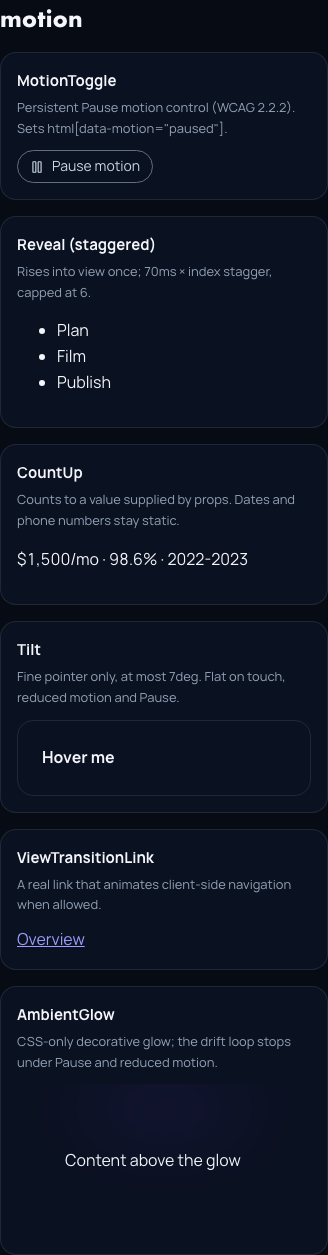 motion
MotionToggle
Persistent Pause motion control (WCAG 2.2.2).
Sets html[data-motion="paused"].
Pause motion
Reveal (staggered)
Rises into view once; 70ms × index stagger,
capped at 6.
Plan
Film
Publish
CountUp
Counts to a value supplied by props. Dates and
phone numbers stay static.
$1,500/mo · 98.6% · 2022-2023
Tilt
Fine pointer only, at most 7deg. Flat on touch,
reduced motion and Pause.
Hover me
ViewTransitionLink
A real link that animates client-side navigation
when allowed.
Overview
AmbientGlow
CSS-only decorative glow; the drift loop stops
under Pause and reduced motion.
Content above the glow